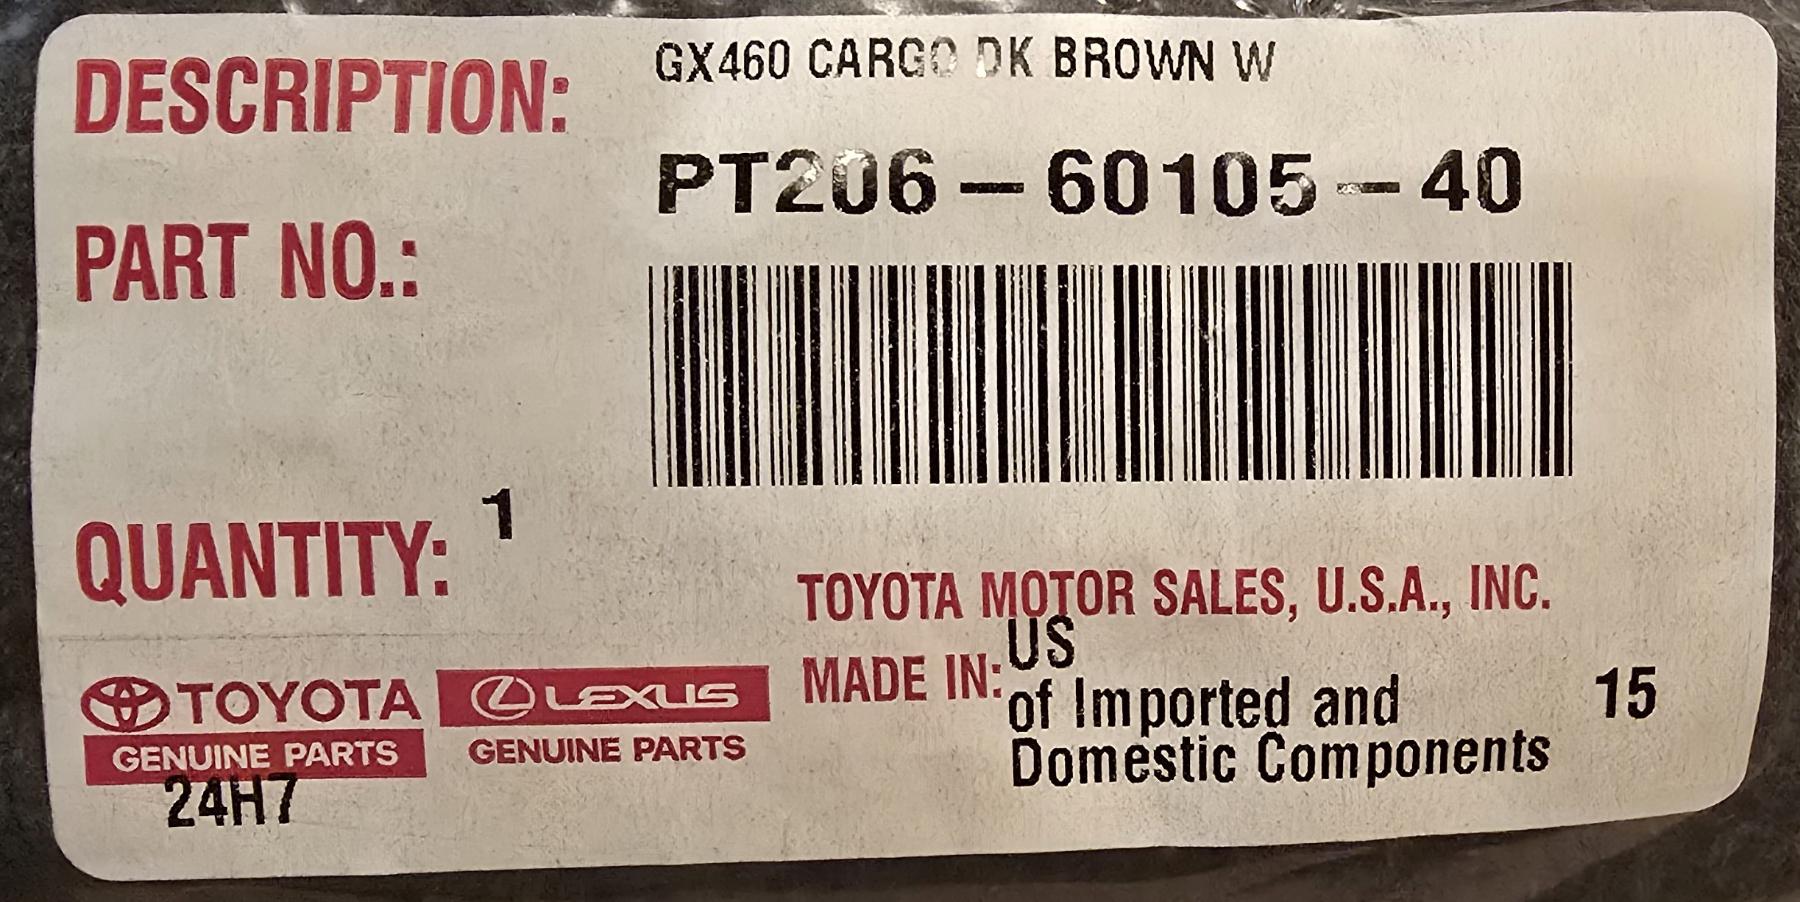 DESCRIPTION: GX460 CARGO DK BROWN W
PART NO.: PT206-60105-40
QUANTITY: 1
TOYOTA MOTOR SALES, U.S.A., INC.
MADE IN: US
of Imported and
Domestic Components
15
TOYOTA
GENUINE PARTS
LEXUS
GENUINE PARTS
24H7